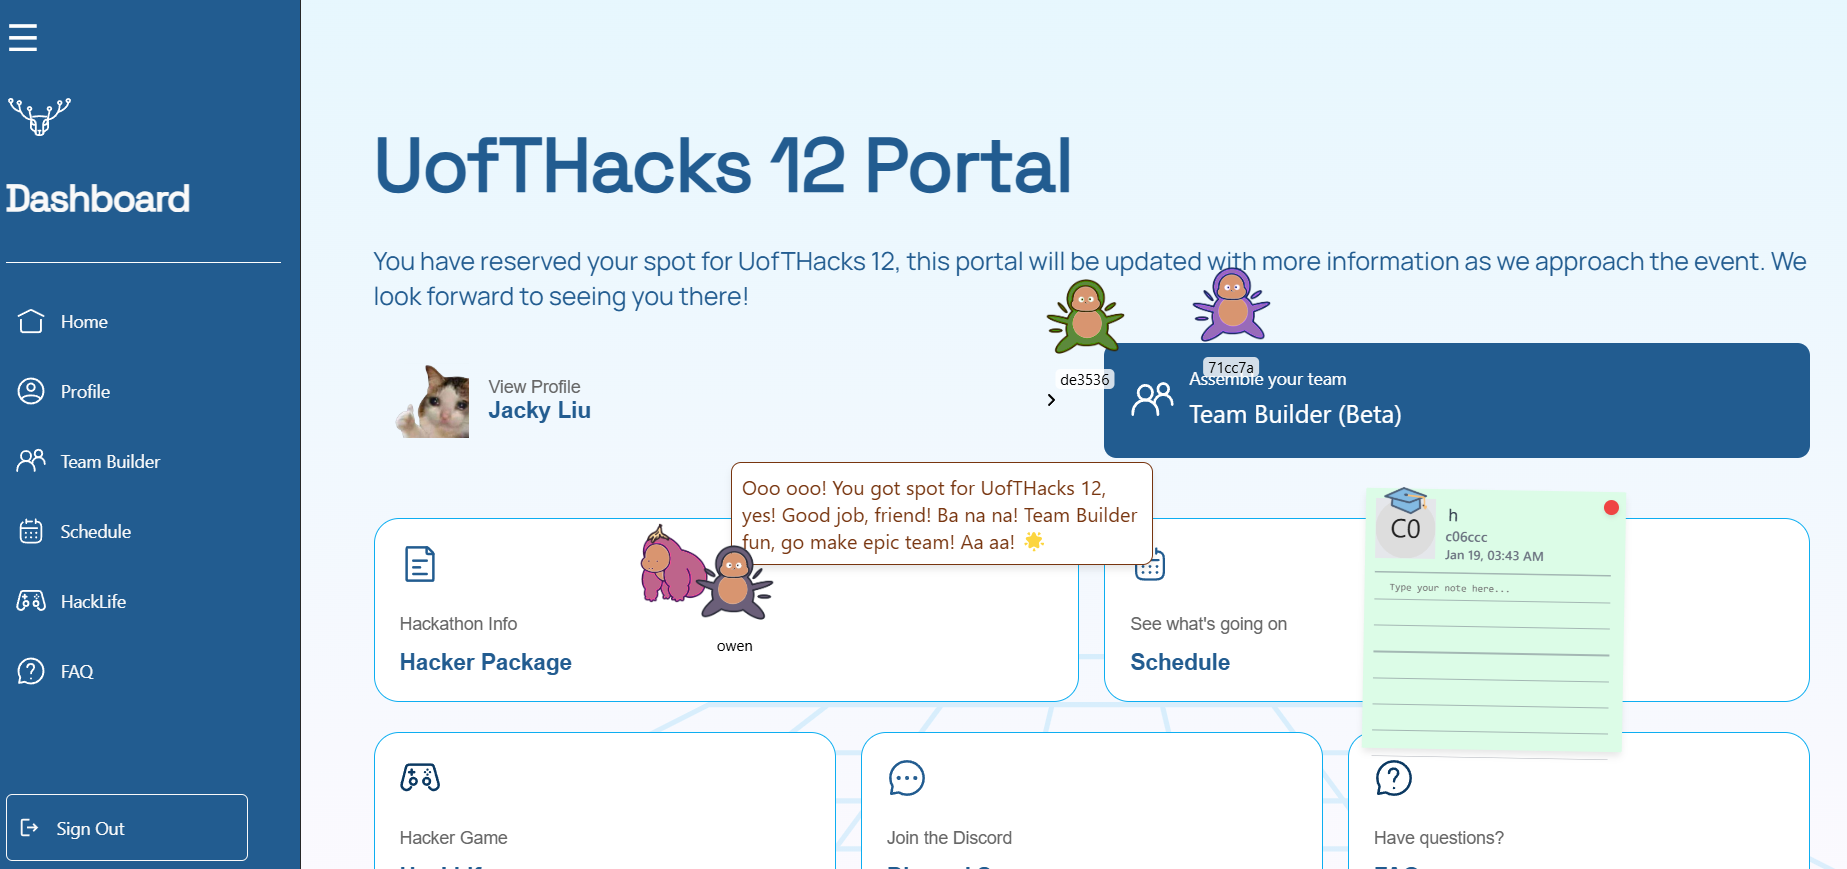 Dashboard
Home
Profile
Team Builder
Schedule
HackLife
FAQ
Sign Out
UofTHacks 12 Portal
You have reserved your spot for UofTHacks 12, this portal will be updated with more information as we approach the event. We
look forward to seeing you there!
View Profile
Jacky Liu
de3536
71cc7a
Assemble your team
Team Builder (Beta)
Ooo ooo! You got spot for UofTHacks 12,
yes! Good job, friend! Ba na na! Team Builder
fun, go make epic team! Aa aa! 🌟
owen
Hackathon Info
Hacker Package
See what's going on
Schedule
C0
h
c06ccc
Jan 19, 03:43 AM
Type your note here...
Hacker Game
Join the Discord
Have questions?